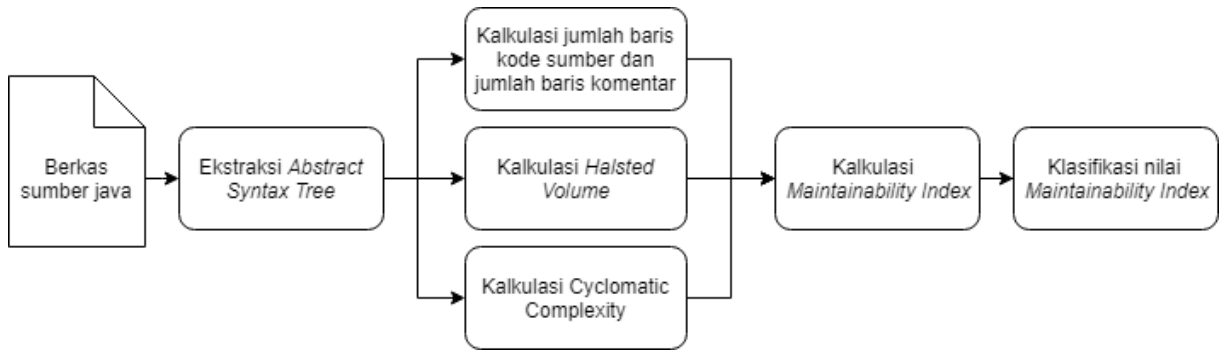 Berkas
sumber java
Ekstraksi Abstract
Syntax Tree
Kalkulasi jumlah baris
kode sumber dan
jumlah baris komentar
Kalkulasi Halsted
Volume
Kalkulasi Cyclomatic
Complexity
Kalkulasi
Maintainability Index
Klasifikasi nilai
Maintainability Index